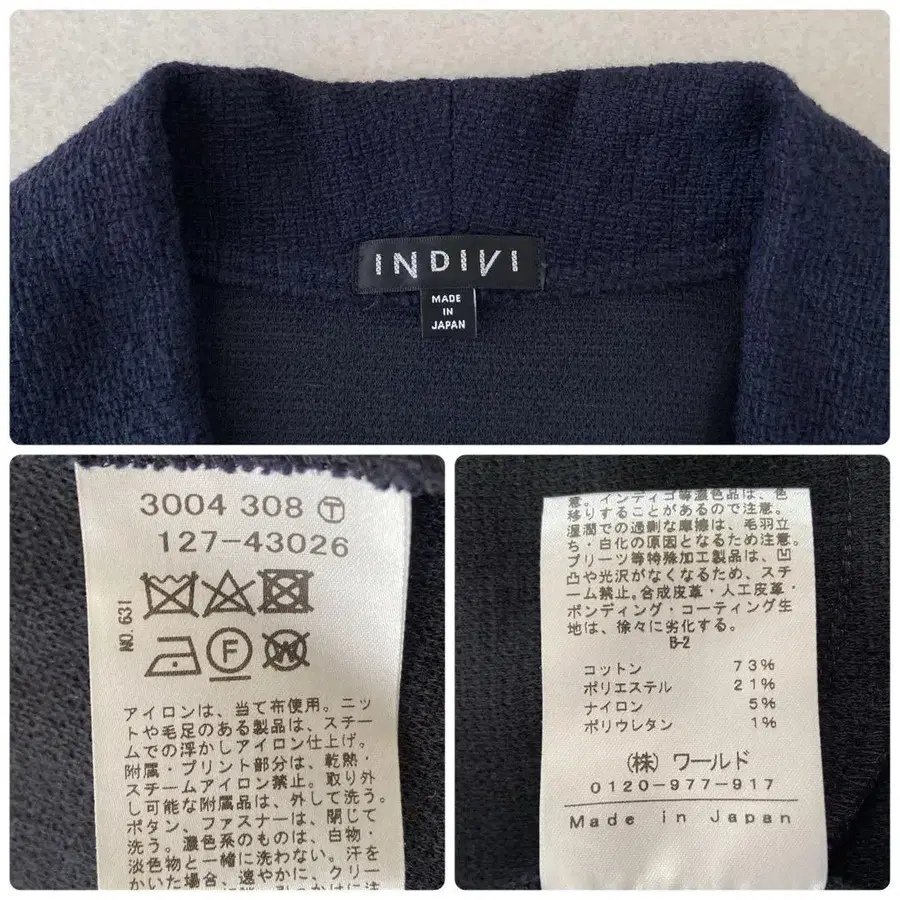 INDIVI
MADE
IN
JAPAN
3004 308 Ⓣ
127-43026
NO.631
F
W
アイロンは、当て布使用。ニッ
トや毛足のある製品は、スチー
ムでの浮かしアイロン仕上げ。
附属・プリント部分は、乾熱・
スチームアイロン禁止。取り外
し可能な附属品は、外して洗う。
ボタン、ファスナーは、閉じて
洗う。濃色系のものは、白物・
淡色物と一緒に洗わない。汗を
かいた場合、速やかに、クリー
意。インディゴ等濃色品は、色
移りすることがあるので注意。
湿潤での過剰な摩擦は、毛羽立
ち・白化の原因となるため注意。
プリーツ等特殊加工製品は、凹
凸や光沢がなくなるため、スチ
ーム禁止。合成皮革・人工皮革・
ボンディング・コーティング生
地は、徐々に劣化する。
B-2
コットン 73%
ポリエステル 21%
ナイロン 5%
ポリウレタン 1%
(株) ワールド
0120-977-917
Made in Japan